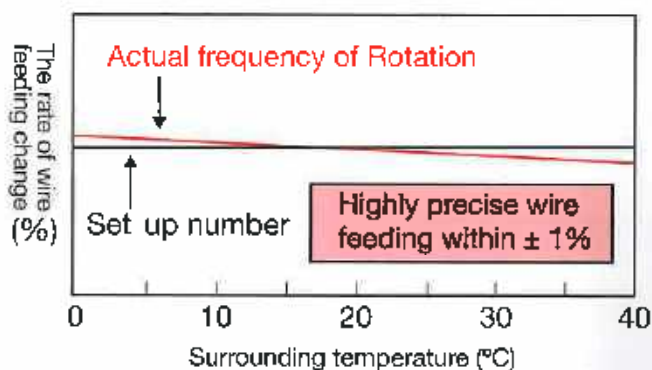 The rate of wire
feeding change
(%)
Actual frequency of Rotation
Set up number
Highly precise wire
feeding within ± 1%
0 10 20 30 40
Surrounding temperature (ºC)